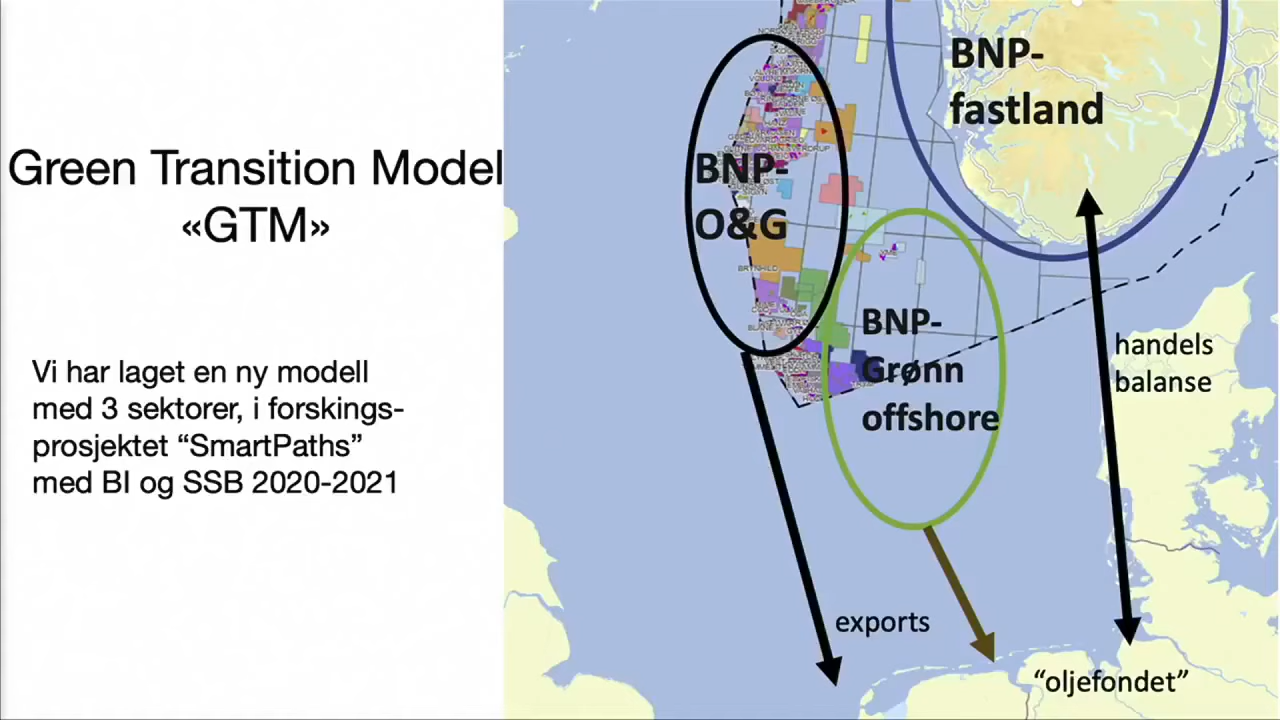 Green Transition Model
«GTM»
Vi har laget en ny modell
med 3 sektorer, i forskings-
prosjektet “SmartPaths”
med BI og SSB 2020-2021
BNP-
fastland
BNP-
O&G
BRYNHILD
BNP-
Grønn
offshore
handels
balanse
exports
“oljefondet”